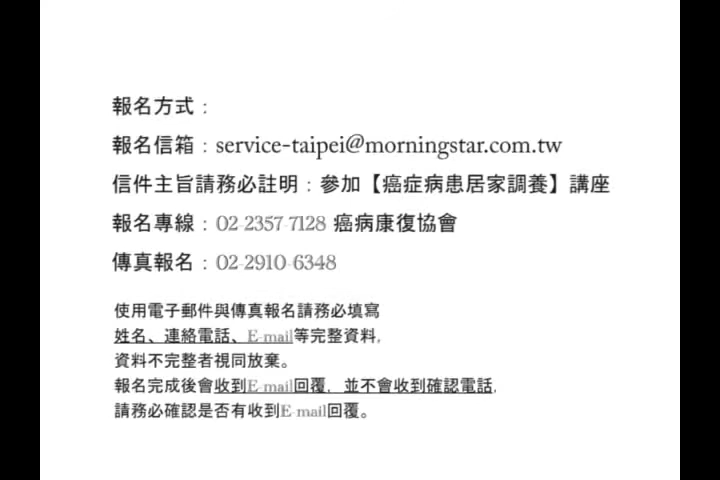 報名方式：
報名信箱：service-taipei@morningstar.com.tw
信件主旨請務必註明：參加【癌症病患居家調養】講座
報名專線：02-2357-7128 癌病康復協會
傳真報名：02-2910-6348
使用電子郵件與傳真報名請務必填寫
姓名、連絡電話、E-mail等完整資料，
資料不完整者視同放棄。
報名完成後會收到E-mail回覆，並不會收到確認電話，
請務必確認是否有收到E-mail回覆。